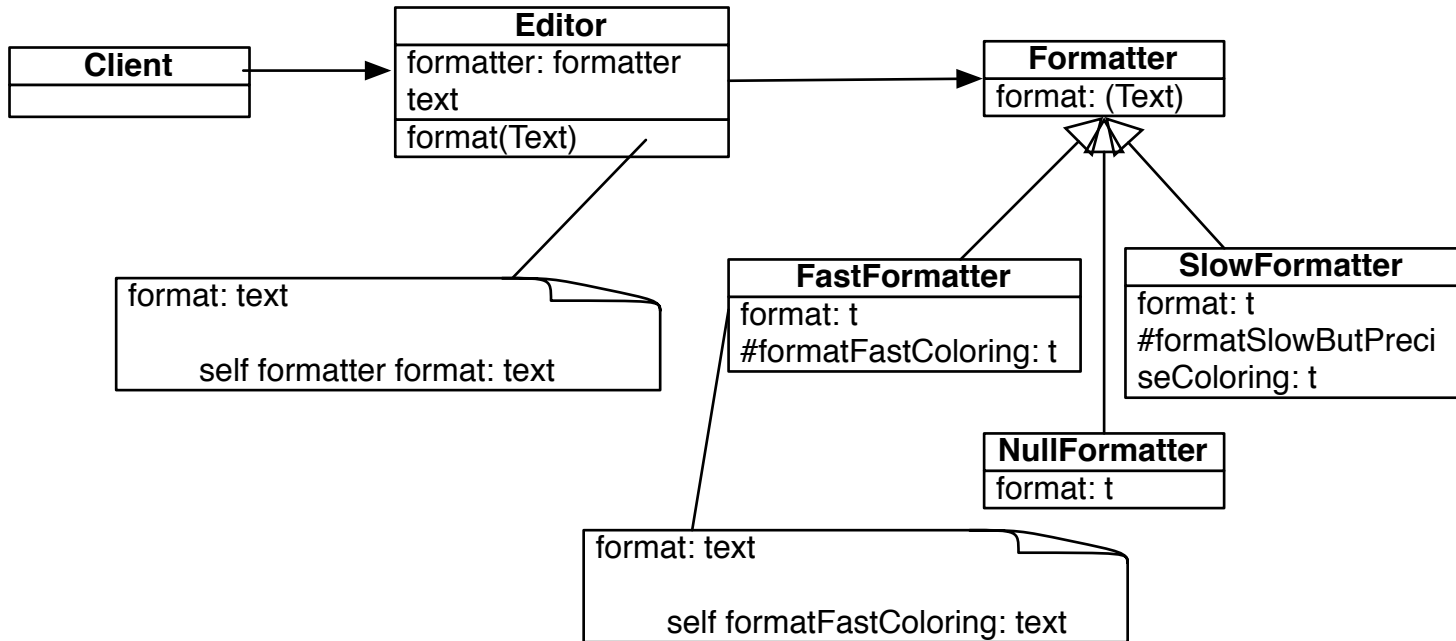 Client
Editor
formatter: formatter
text
format(Text)
Formatter
format: (Text)
format: text
self formatter format: text
FastFormatter
format: t
#formatFastColoring: t
SlowFormatter
format: t
#formatSlowButPreci
seColoring: t
NullFormatter
format: t
format: text
self formatFastColoring: text